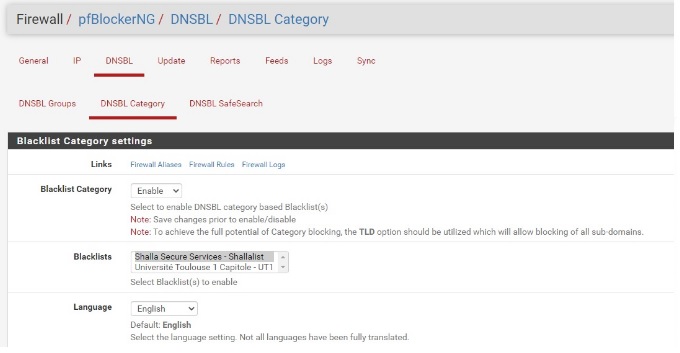 Firewall / pfBlockerNG / DNSBL / DNSBL Category
General IP DNSBL Update Reports Feeds Logs Sync
DNSBL Groups DNSBL Category DNSBL SafeSearch
Blacklist Category settings
Links Firewall Aliases Firewall Rules Firewall Logs
Blacklist Category Enable
Select to enable DNSBL category based Blacklist(s)
Note: Save changes prior to enable/disable
Note: To achieve the full potential of Category blocking, the TLD option should be utilized which will allow blocking of all sub-domains.
Blacklists Shalla Secure Services - Shallalist
Université Toulouse 1 Capitole - UT1
Select Blacklist(s) to enable
Language English
Default: English
Select the language setting. Not all languages have been fully translated.